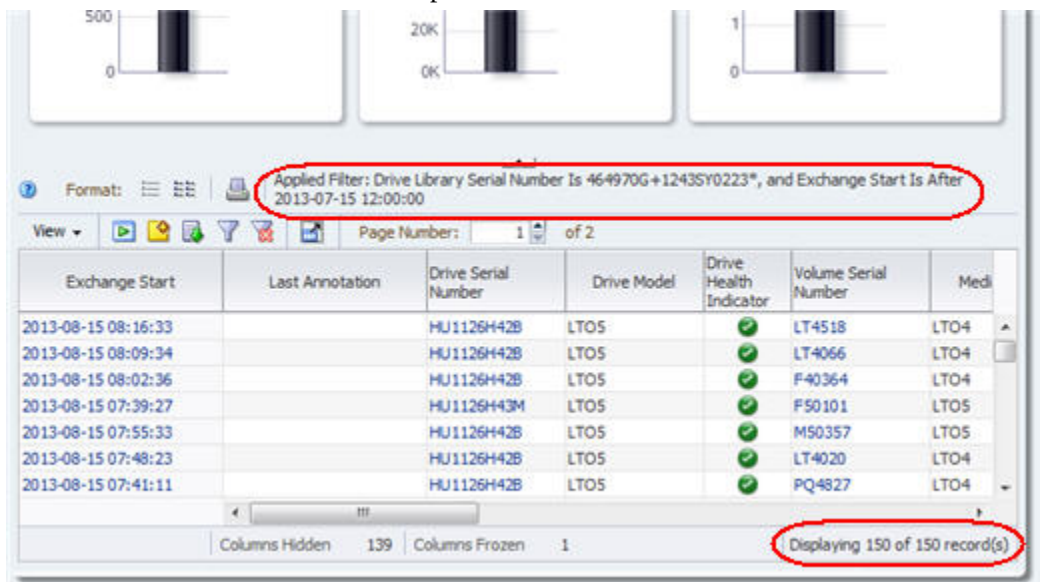 500
0
20K
0K
1
0
Format:
Applied Filter: Drive Library Serial Number Is 464970G+1243SY0223*, and Exchange Start Is After
2013-07-15 12:00:00
View Page Number: 1 of 2
Exchange Start Last Annotation Drive Serial Number Drive Model Drive Health Indicator Volume Serial Number Medi
2013-08-15 08:16:33 HU1126H42B LTO5 LT4518 LTO4
2013-08-15 08:09:34 HU1126H42B LTO5 LT4066 LTO4
2013-08-15 08:02:36 HU1126H42B LTO5 F40364 LTO4
2013-08-15 07:39:27 HU1126H43M LTO5 F50101 LTO5
2013-08-15 07:55:33 HU1126H42B LTO5 M50357 LTO5
2013-08-15 07:48:23 HU1126H42B LTO5 LT4020 LTO4
2013-08-15 07:41:11 HU1126H42B LTO5 PQ4827 LTO4
Columns Hidden 139 Columns Frozen 1 Displaying 150 of 150 record(s)